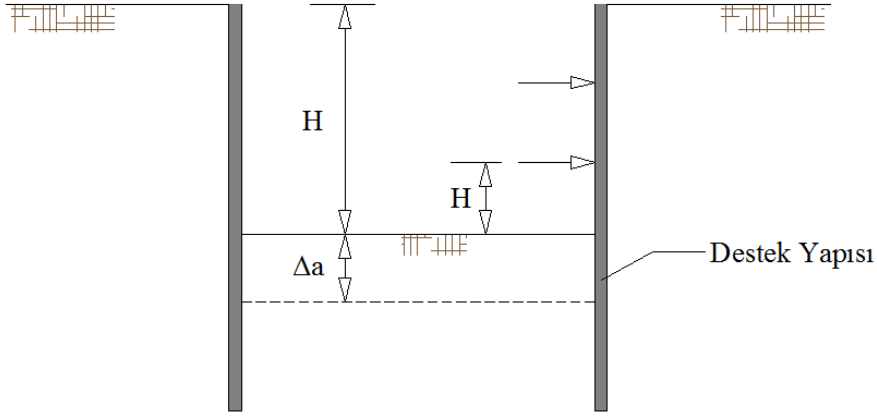 H
H
Δa
Destek Yapısı